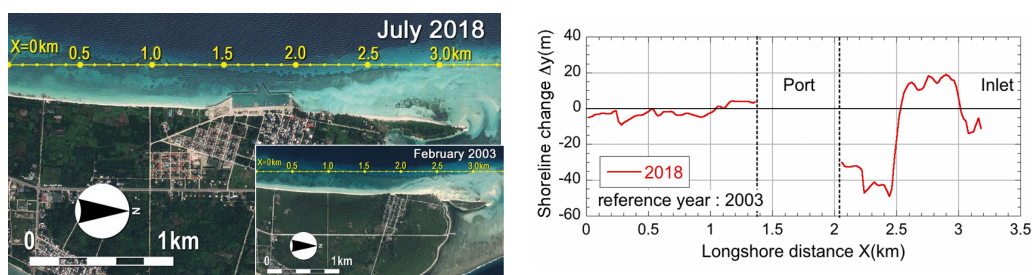 July 2018
X=0km 0.5 1.0 1.5 2.0 2.5 3.0km
N
0 1km
February 2003
X=0km 0.5 1.0 1.5 2.0 2.5 3.0km
N
0 1km
Shoreline change Δy(m)
40
20
0
-20
-40
-60
Port
Inlet
2018
reference year : 2003
0 0.5 1 1.5 2 2.5 3 3.5
Longshore distance X(km)